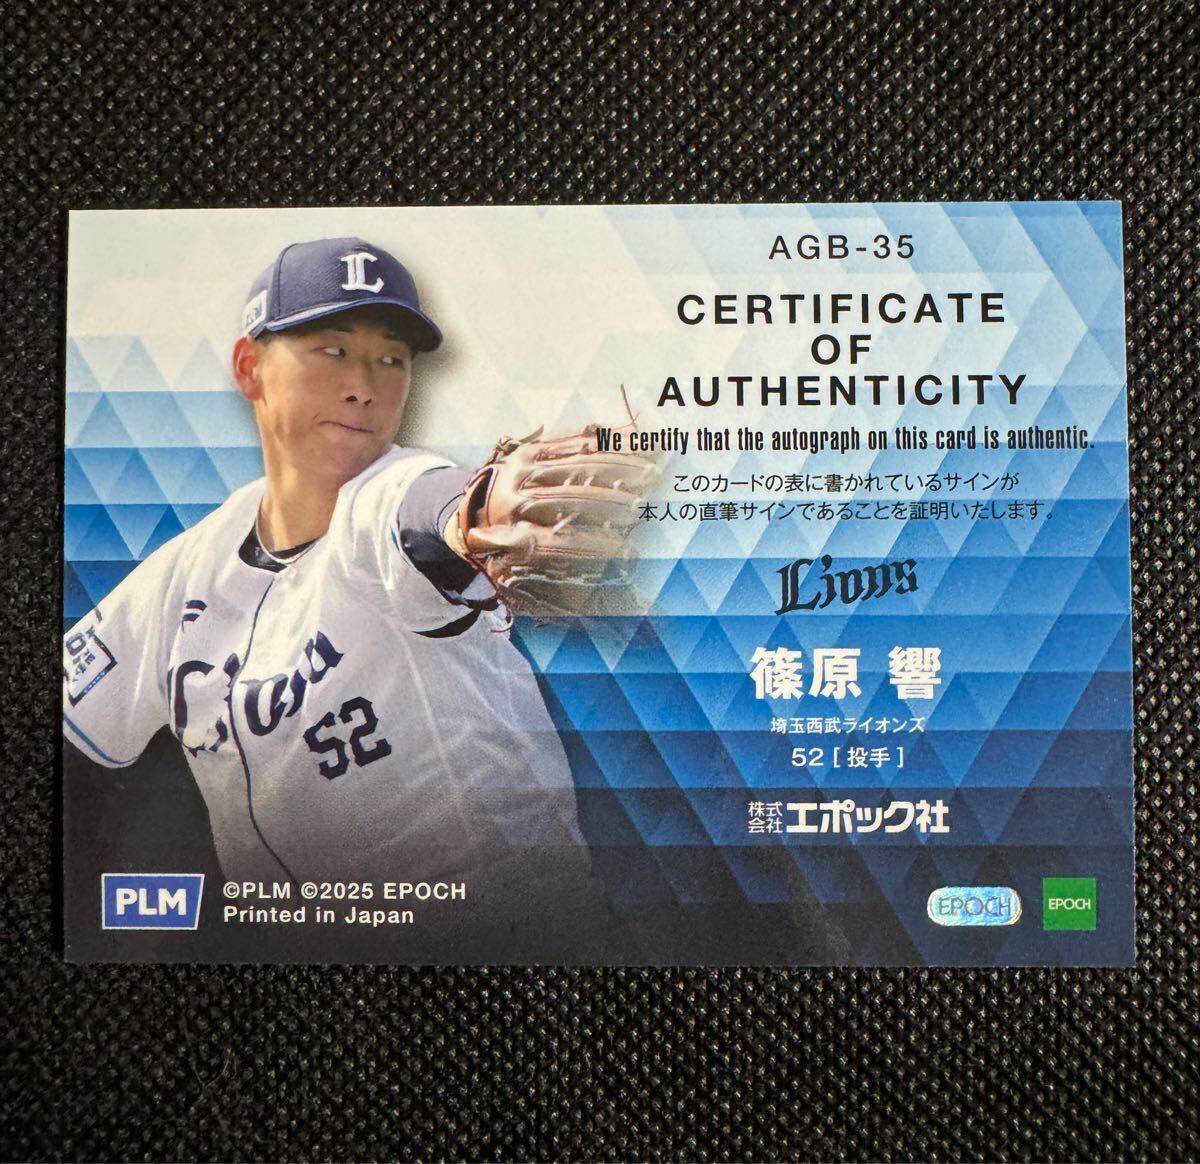 AGB-35
CERTIFICATE
OF
AUTHENTICITY
We certify that the autograph on this card is authentic.
このカードの表に書かれているサインが
本人の直筆サインであることを証明いたします。
Lions
篠原 響
埼玉西武ライオンズ
52 [ 投手 ]
株式会社 エポック社
PLM
©PLM ©2025 EPOCH
Printed in Japan
EPOCH
EPOCH
L
Lions
52